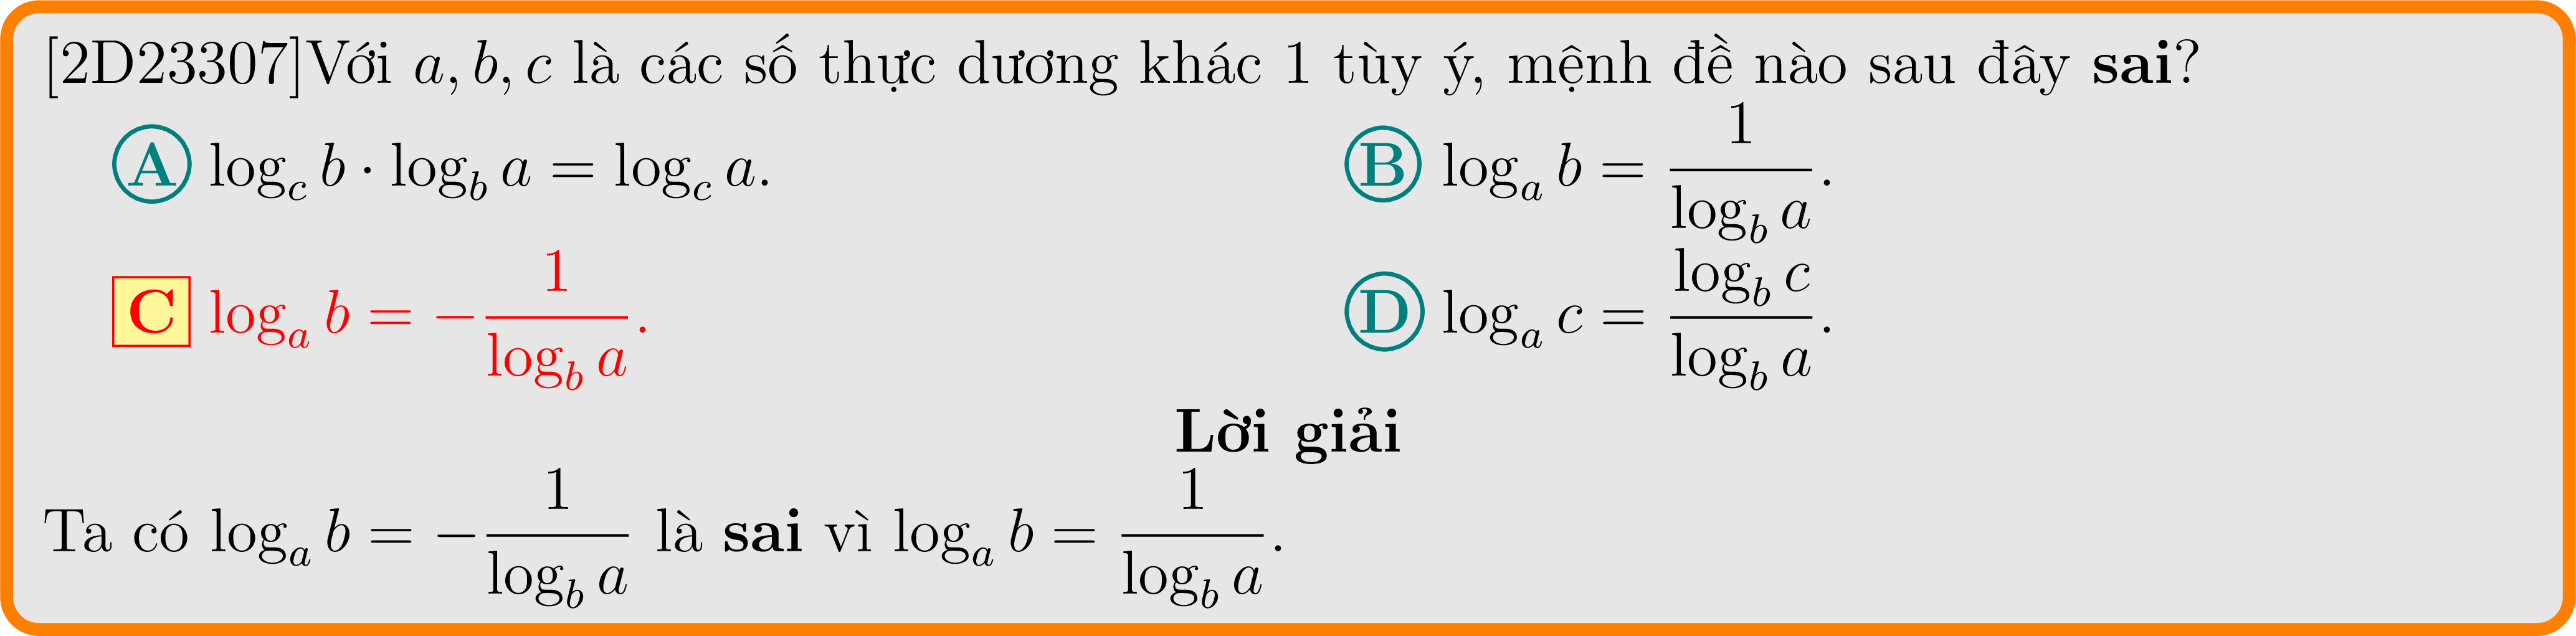 [2D23307]Với a, b, c là các số thực dương khác 1 tùy ý, mệnh đề nào sau đây sai?
A log_c b · log_b a = log_c a. B log_a b = \frac{1}{log_b a}.
C log_a b = -\frac{1}{log_b a}. D log_a c = \frac{log_b c}{log_b a}.
Lời giải
Ta có log_a b = -\frac{1}{log_b a} là sai vì log_a b = \frac{1}{log_b a}.